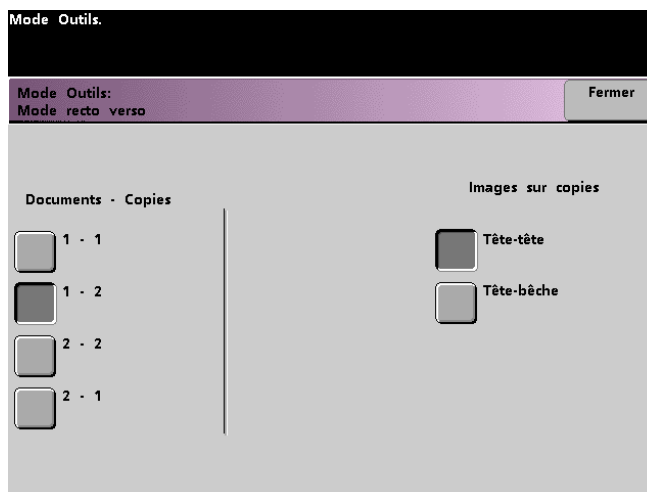 Mode Outils.
Mode Outils:
Mode recto verso
Fermer
Documents - Copies
1 - 1
1 - 2
2 - 2
2 - 1
Images sur copies
Tête-tête
Tête-bêche